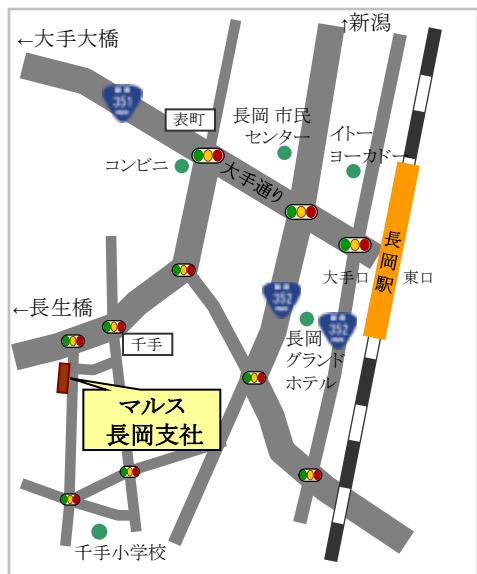 ←大手大橋
↑新潟
351
表町
長岡 市民
センター
イトー
ヨーカドー
コンビニ
大手通り
長岡駅
大手口
東口
352
352
←長生橋
千手
長岡
グランド
ホテル
マルス
長岡支社
千手小学校